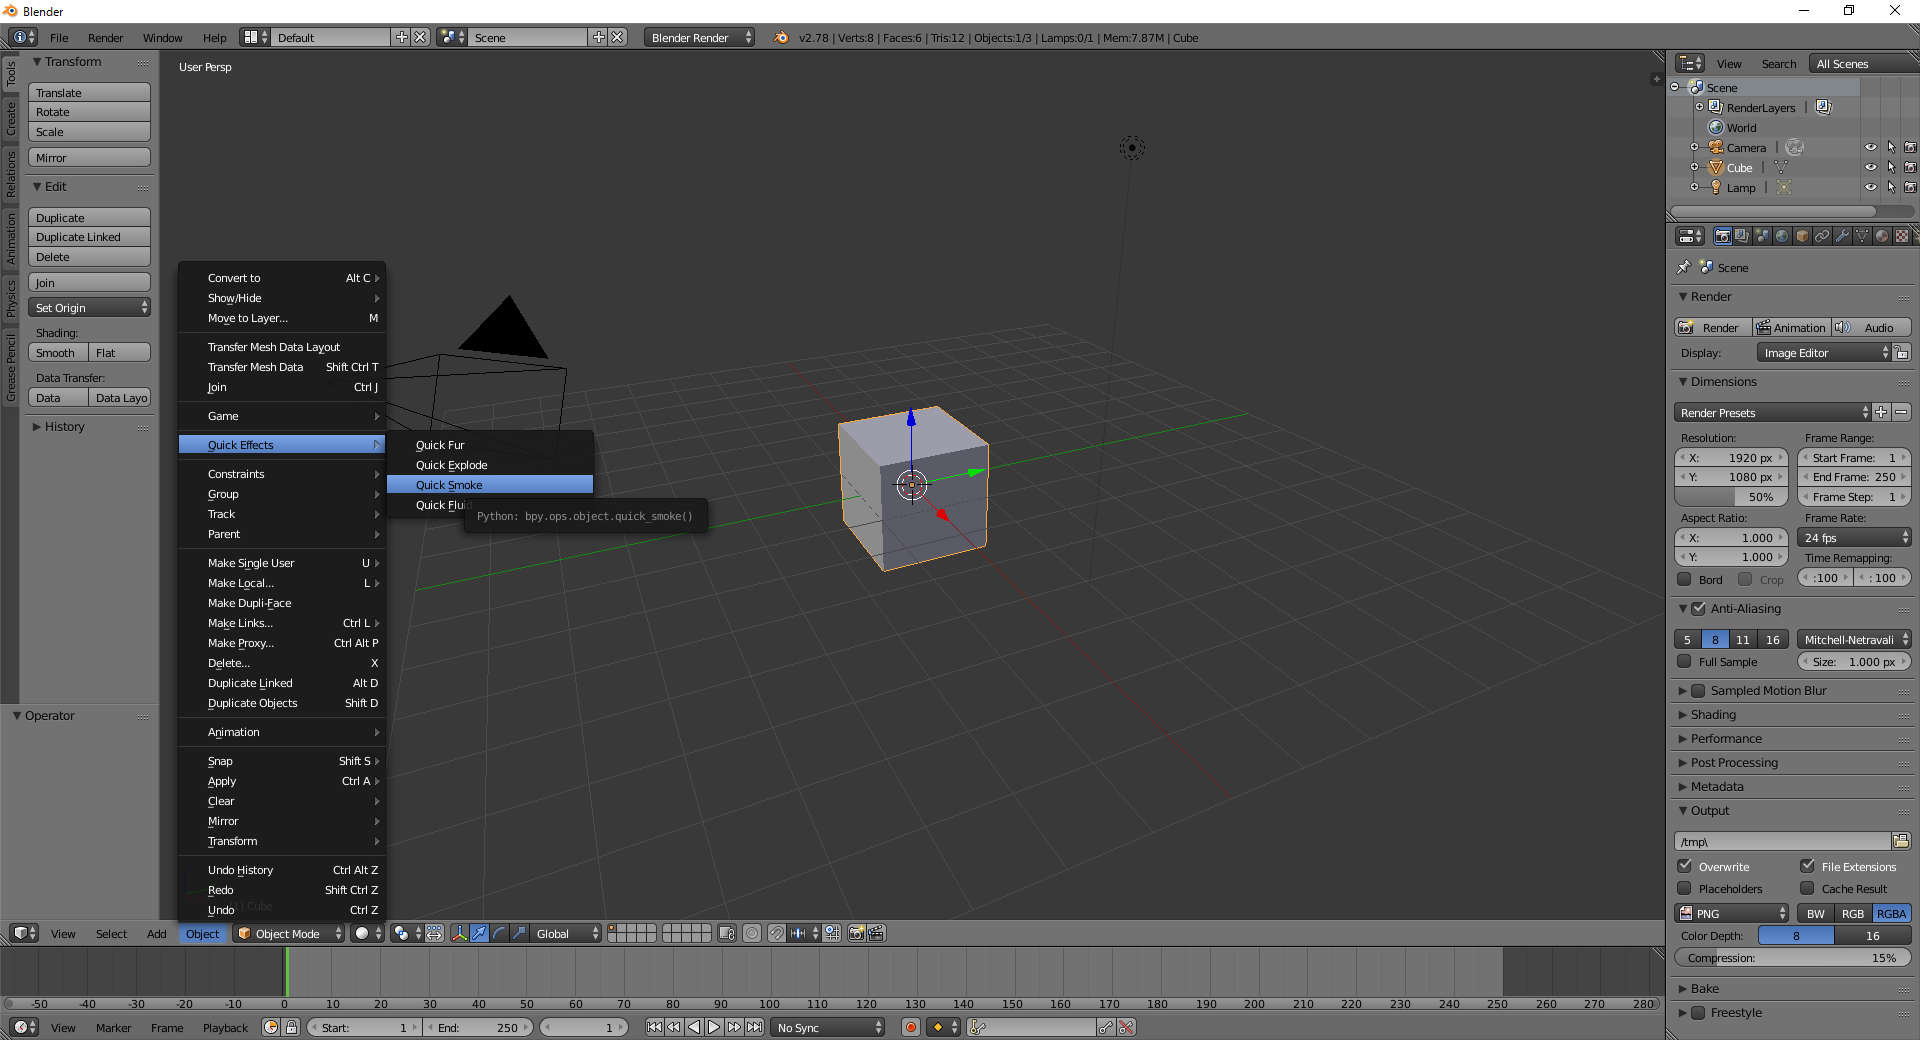 Blender
File Render Window Help Default Scene Blender Render v2.78 | Verts:8 | Faces:6 | Tris:12 | Objects:1/3 | Lamps:0/1 | Mem:7.87M | Cube
Tools
Create
Relations
Animation
Physics
Grease Pencil
Transform
Translate
Rotate
Scale
Mirror
Edit
Duplicate
Duplicate Linked
Delete
Join
Set Origin
Shading:
Smooth Flat
Data Transfer:
Data Data Layo
History
Operator
User Persp
Convert to Alt C
Show/Hide
Move to Layer... M
Transfer Mesh Data Layout
Transfer Mesh Data Shift Ctrl T
Join Ctrl J
Game
Quick Effects
Constraints
Group
Track
Parent
Make Single User U
Make Local... L
Make Dupli-Face
Make Links... Ctrl L
Make Proxy... Ctrl Alt P
Delete... X
Duplicate Linked Alt D
Duplicate Objects Shift D
Animation
Snap Shift S
Apply Ctrl A
Clear
Mirror
Transform
Undo History Ctrl Alt Z
Redo Shift Ctrl Z
Undo Ctrl Z
(1) Cube
Quick Fur
Quick Explode
Quick Smoke
Quick Flui
Python: bpy.ops.object.quick_smoke()
View Select Add Object Object Mode Global
-50 -40 -30 -20 -10 0 10 20 30 40 50 60 70 80 90 100 110 120 130 140 150 160 170 180 190 200 210 220 230 240 250 260 270 280
View Marker Frame Playback Start: 1 End: 250 1 No Sync
View Search All Scenes
Scene
RenderLayers |
World
Camera |
Cube |
Lamp |
Scene
Render
Render Animation Audio
Display: Image Editor
Dimensions
Render Presets
Resolution: Frame Range:
X: 1920 px Start Frame: 1
Y: 1080 px End Frame: 250
50% Frame Step: 1
Aspect Ratio: Frame Rate:
X: 1.000 24 fps
Y: 1.000 Time Remapping:
Bord Crop :100 : 100
Anti-Aliasing
5 8 11 16 Mitchell-Netravali
Full Sample Size: 1.000 px
Sampled Motion Blur
Shading
Performance
Post Processing
Metadata
Output
/tmp\
Overwrite File Extensions
Placeholders Cache Result
PNG BW RGB RGBA
Color Depth: 8 16
Compression: 15%
Bake
Freestyle